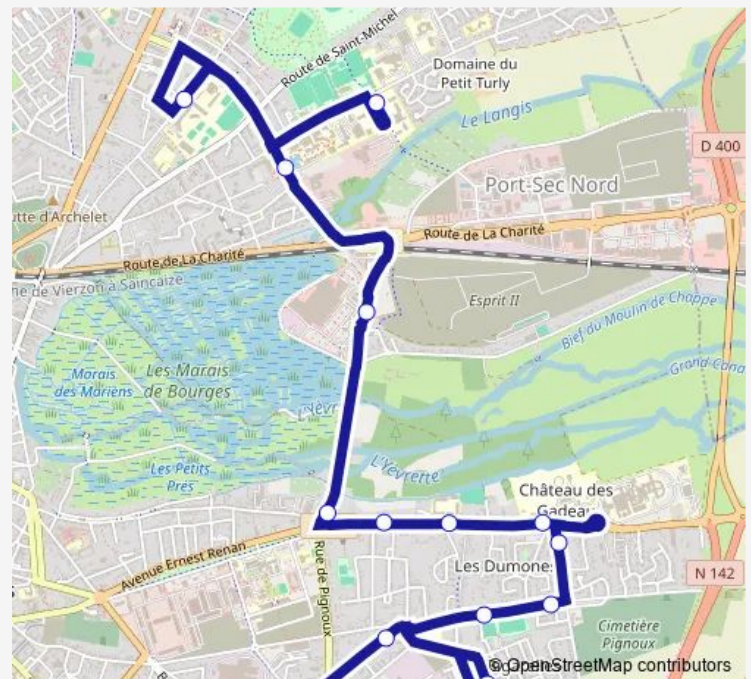 Route de Saint-Michel
Domaine du
Petit Turly
Le Langis
D 400
Port-Sec Nord
utte d'Archelet
Route de La Charité
Route de La Charité
ne de Vierzon à Saincaize
Esprit II
Bief du Moulin de Chappe
Grand Cana
Marais
des Mariens
Les Marais
de Bourges
L'Yèvr
L'Yevrette
Les Petits
Prés
Château des
Gadeau
Avenue Ernest Renan
Rue de Pignoux
Les Dumones
N 142
Cimetière
Pignoux
© OpenStreetMap contributors